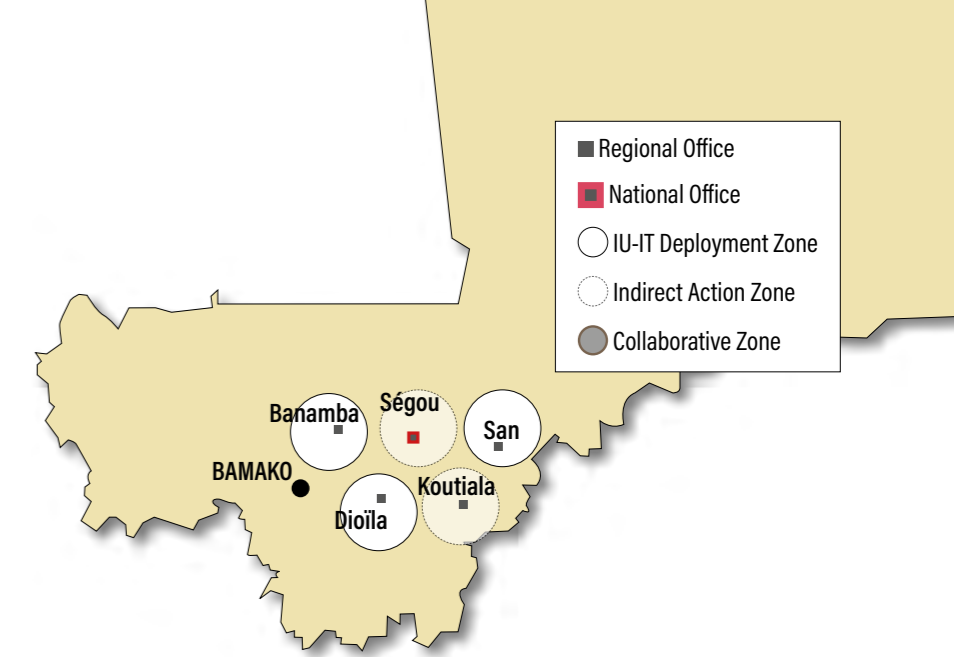 Regional Office
National Office
IU-IT Deployment Zone
Indirect Action Zone
Collaborative Zone
Ségou
Banamba
San
BAMAKO
Koutiala
Dioïla